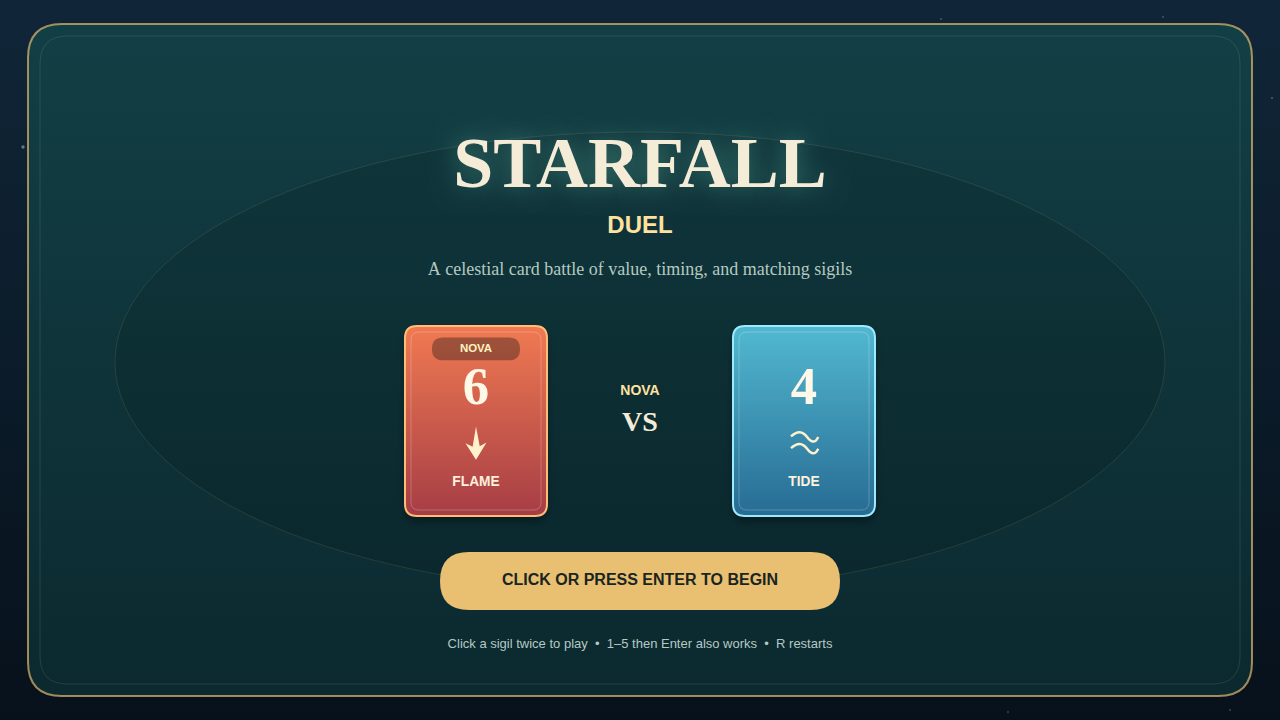 STARFALL
DUEL
A celestial card battle of value, timing, and matching sigils
NOVA
6
FLAME
NOVA
VS
4
TIDE
CLICK OR PRESS ENTER TO BEGIN
Click a sigil twice to play • 1–5 then Enter also works • R restarts